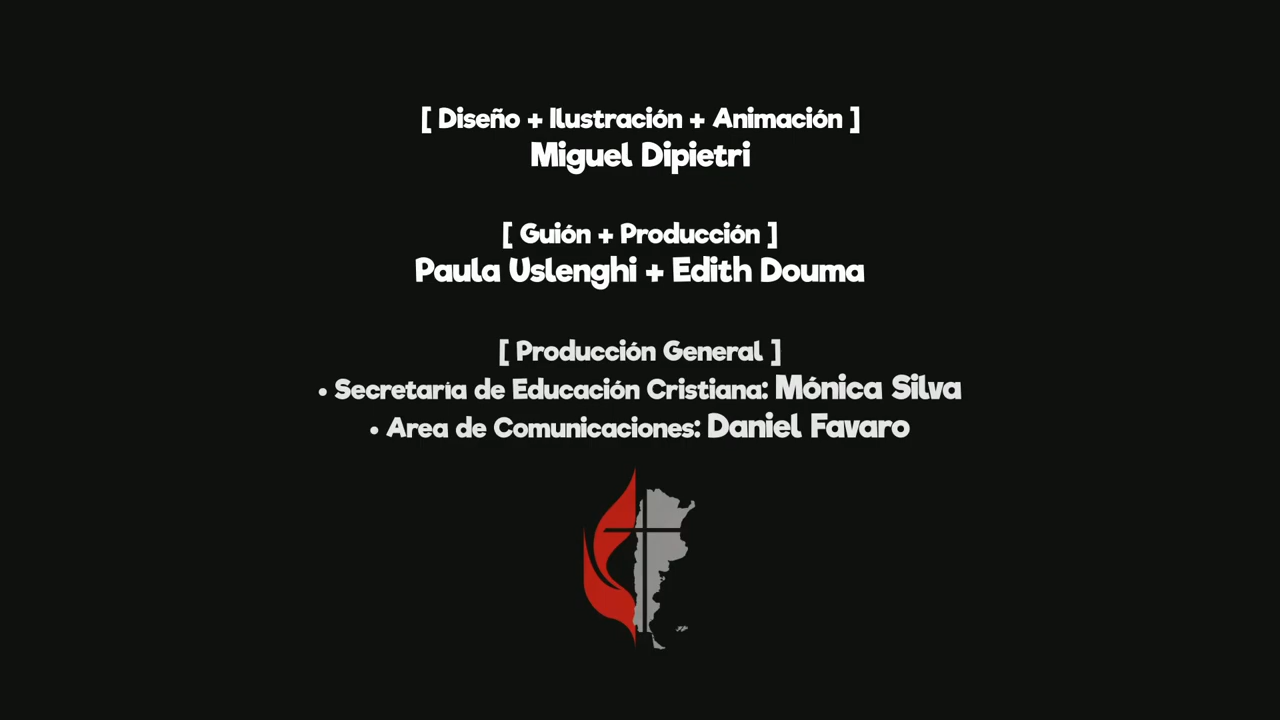 [ Diseño + Ilustración + Animación ]
Miguel Dipietri
[ Guión + Producción ]
Paula Uslenghi + Edith Douma
[ Producción General ]
• Secretaría de Educación Cristiana: Mónica Silva
• Area de Comunicaciones: Daniel Favaro